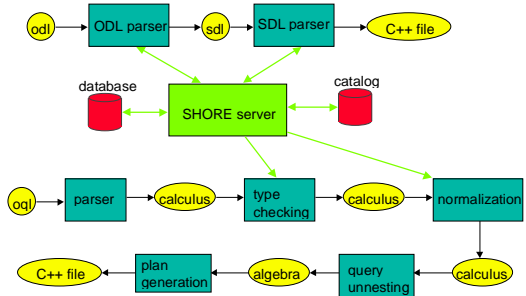 odl
ODL parser
sdl
SDL parser
C++ file
database
catalog
SHORE server
oql
parser
calculus
type
checking
calculus
normalization
C++ file
plan
generation
algebra
query
unnesting
calculus